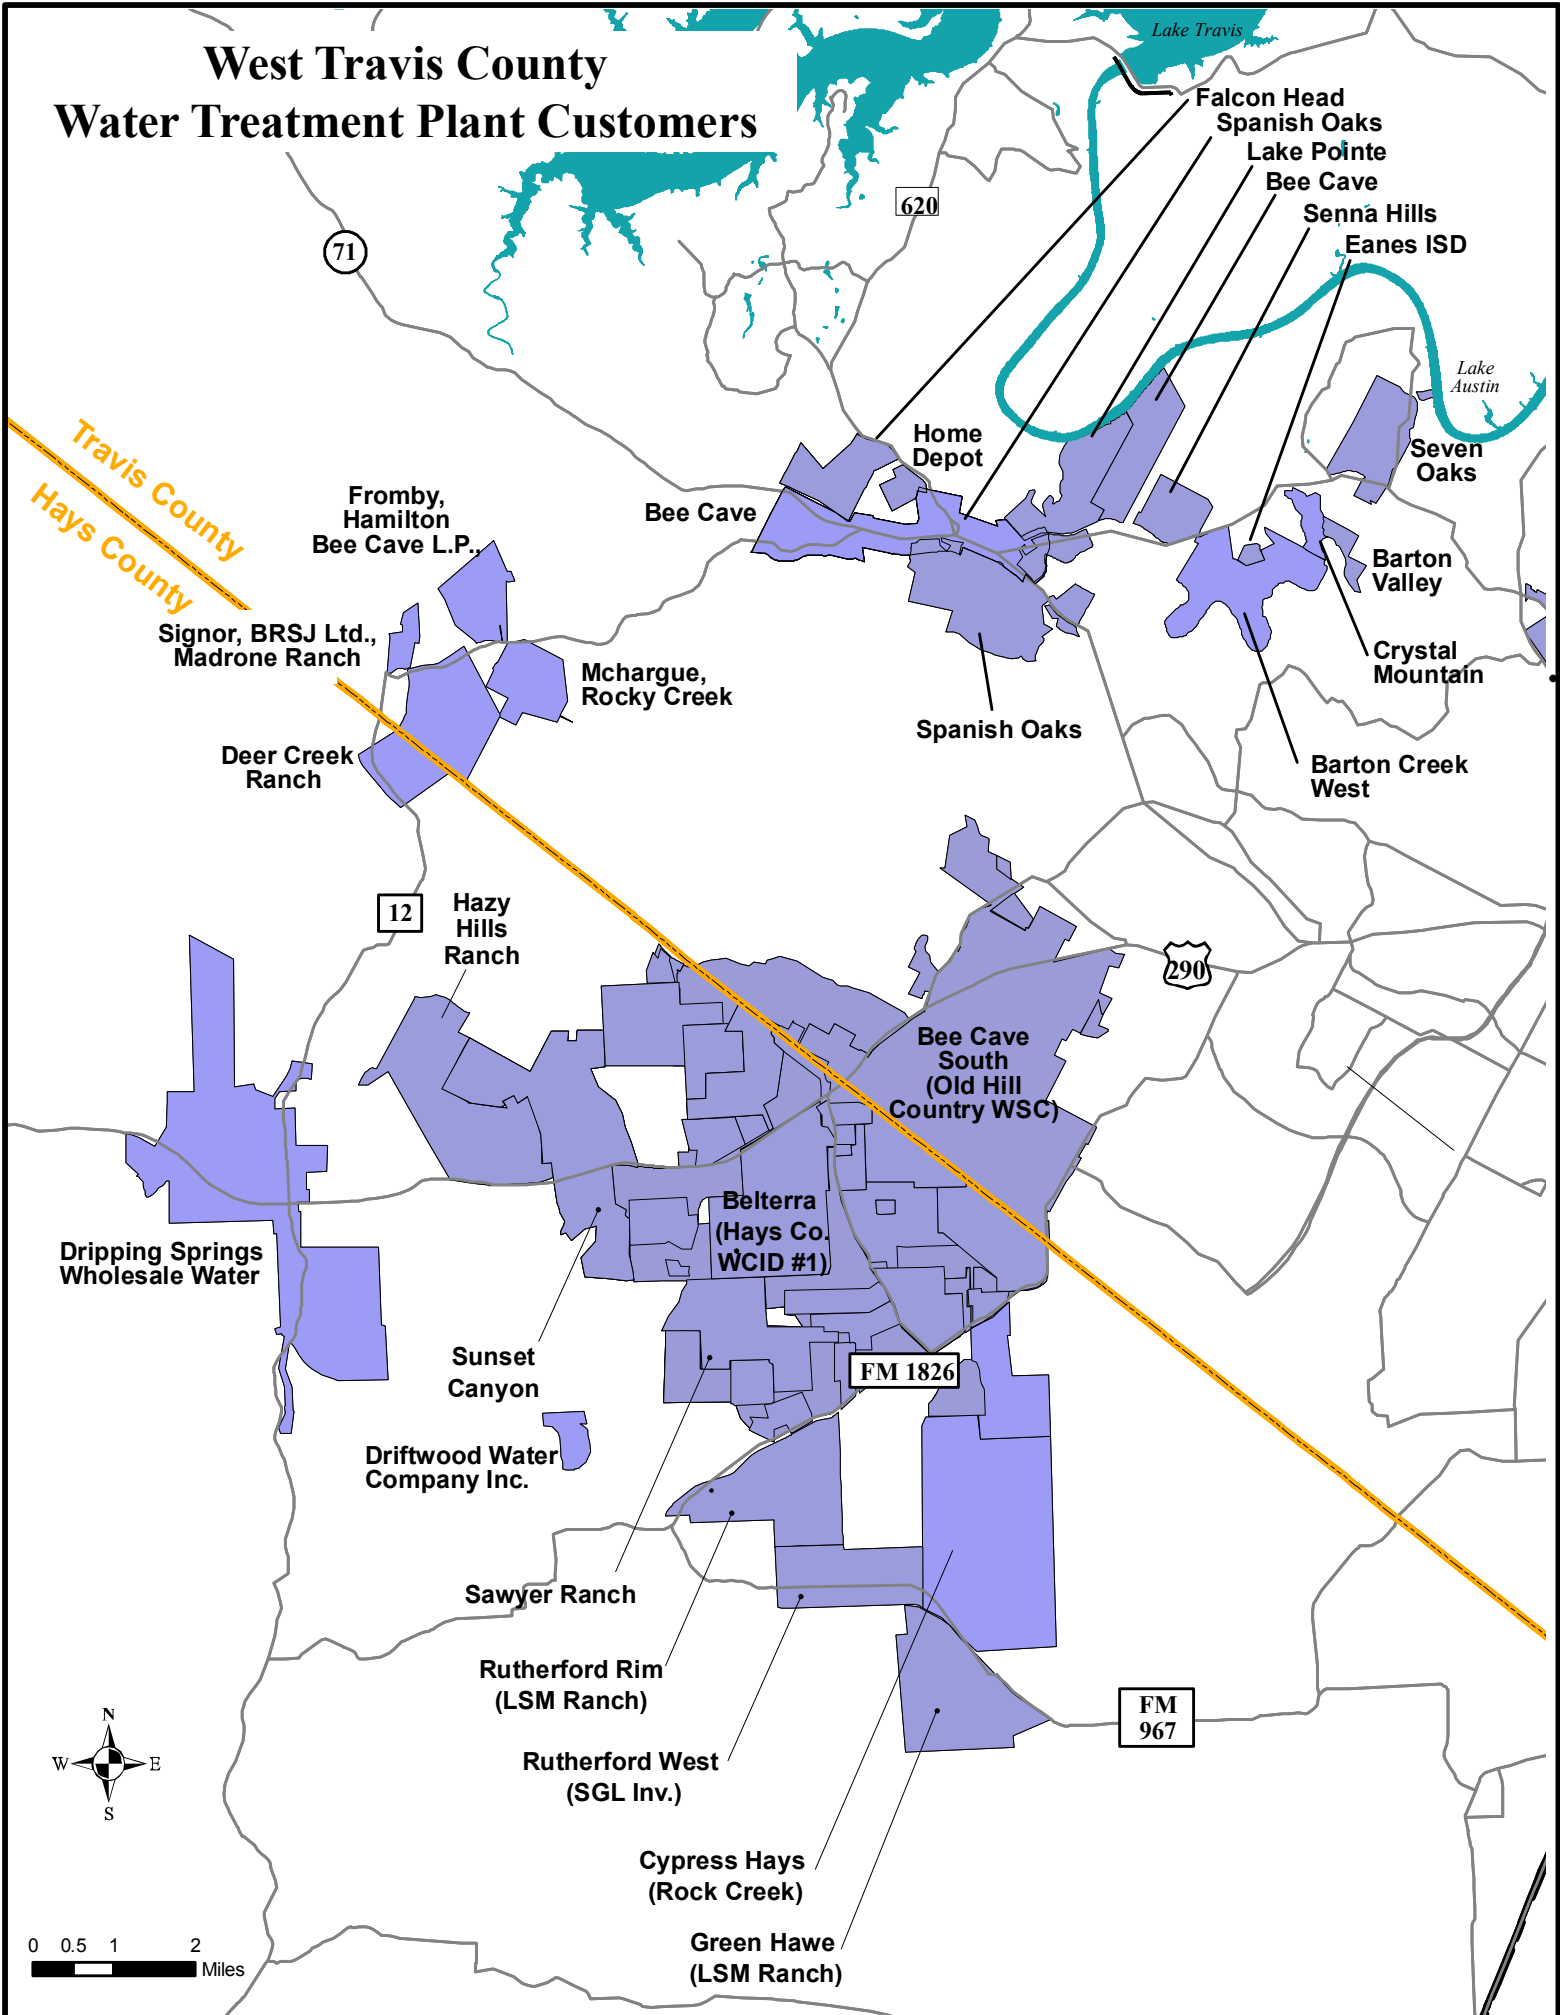 West Travis County
Water Treatment Plant Customers
Lake Travis
Falcon Head
Spanish Oaks
Lake Pointe
Bee Cave
Senna Hills
Eanes ISD
620
71
Lake
Austin
Travis County
Hays County
Home
Depot
Seven
Oaks
Fromby,
Hamilton
Bee Cave L.P.,
Bee Cave
Barton
Valley
Signor, BRSJ Ltd.,
Madrone Ranch
Crystal
Mountain
Mchargue,
Rocky Creek
Spanish Oaks
Deer Creek
Ranch
Barton Creek
West
12
Hazy
Hills
Ranch
290
Bee Cave
South
(Old Hill
Country WSC)
Belterra
(Hays Co.
WCID #1)
Dripping Springs
Wholesale Water
Sunset
Canyon
FM 1826
Driftwood Water
Company Inc.
Sawyer Ranch
Rutherford Rim
(LSM Ranch)
FM
967
N
W
E
S
Rutherford West
(SGL Inv.)
Cypress Hays
(Rock Creek)
Green Hawe
(LSM Ranch)
0 0.5 1 2
Miles